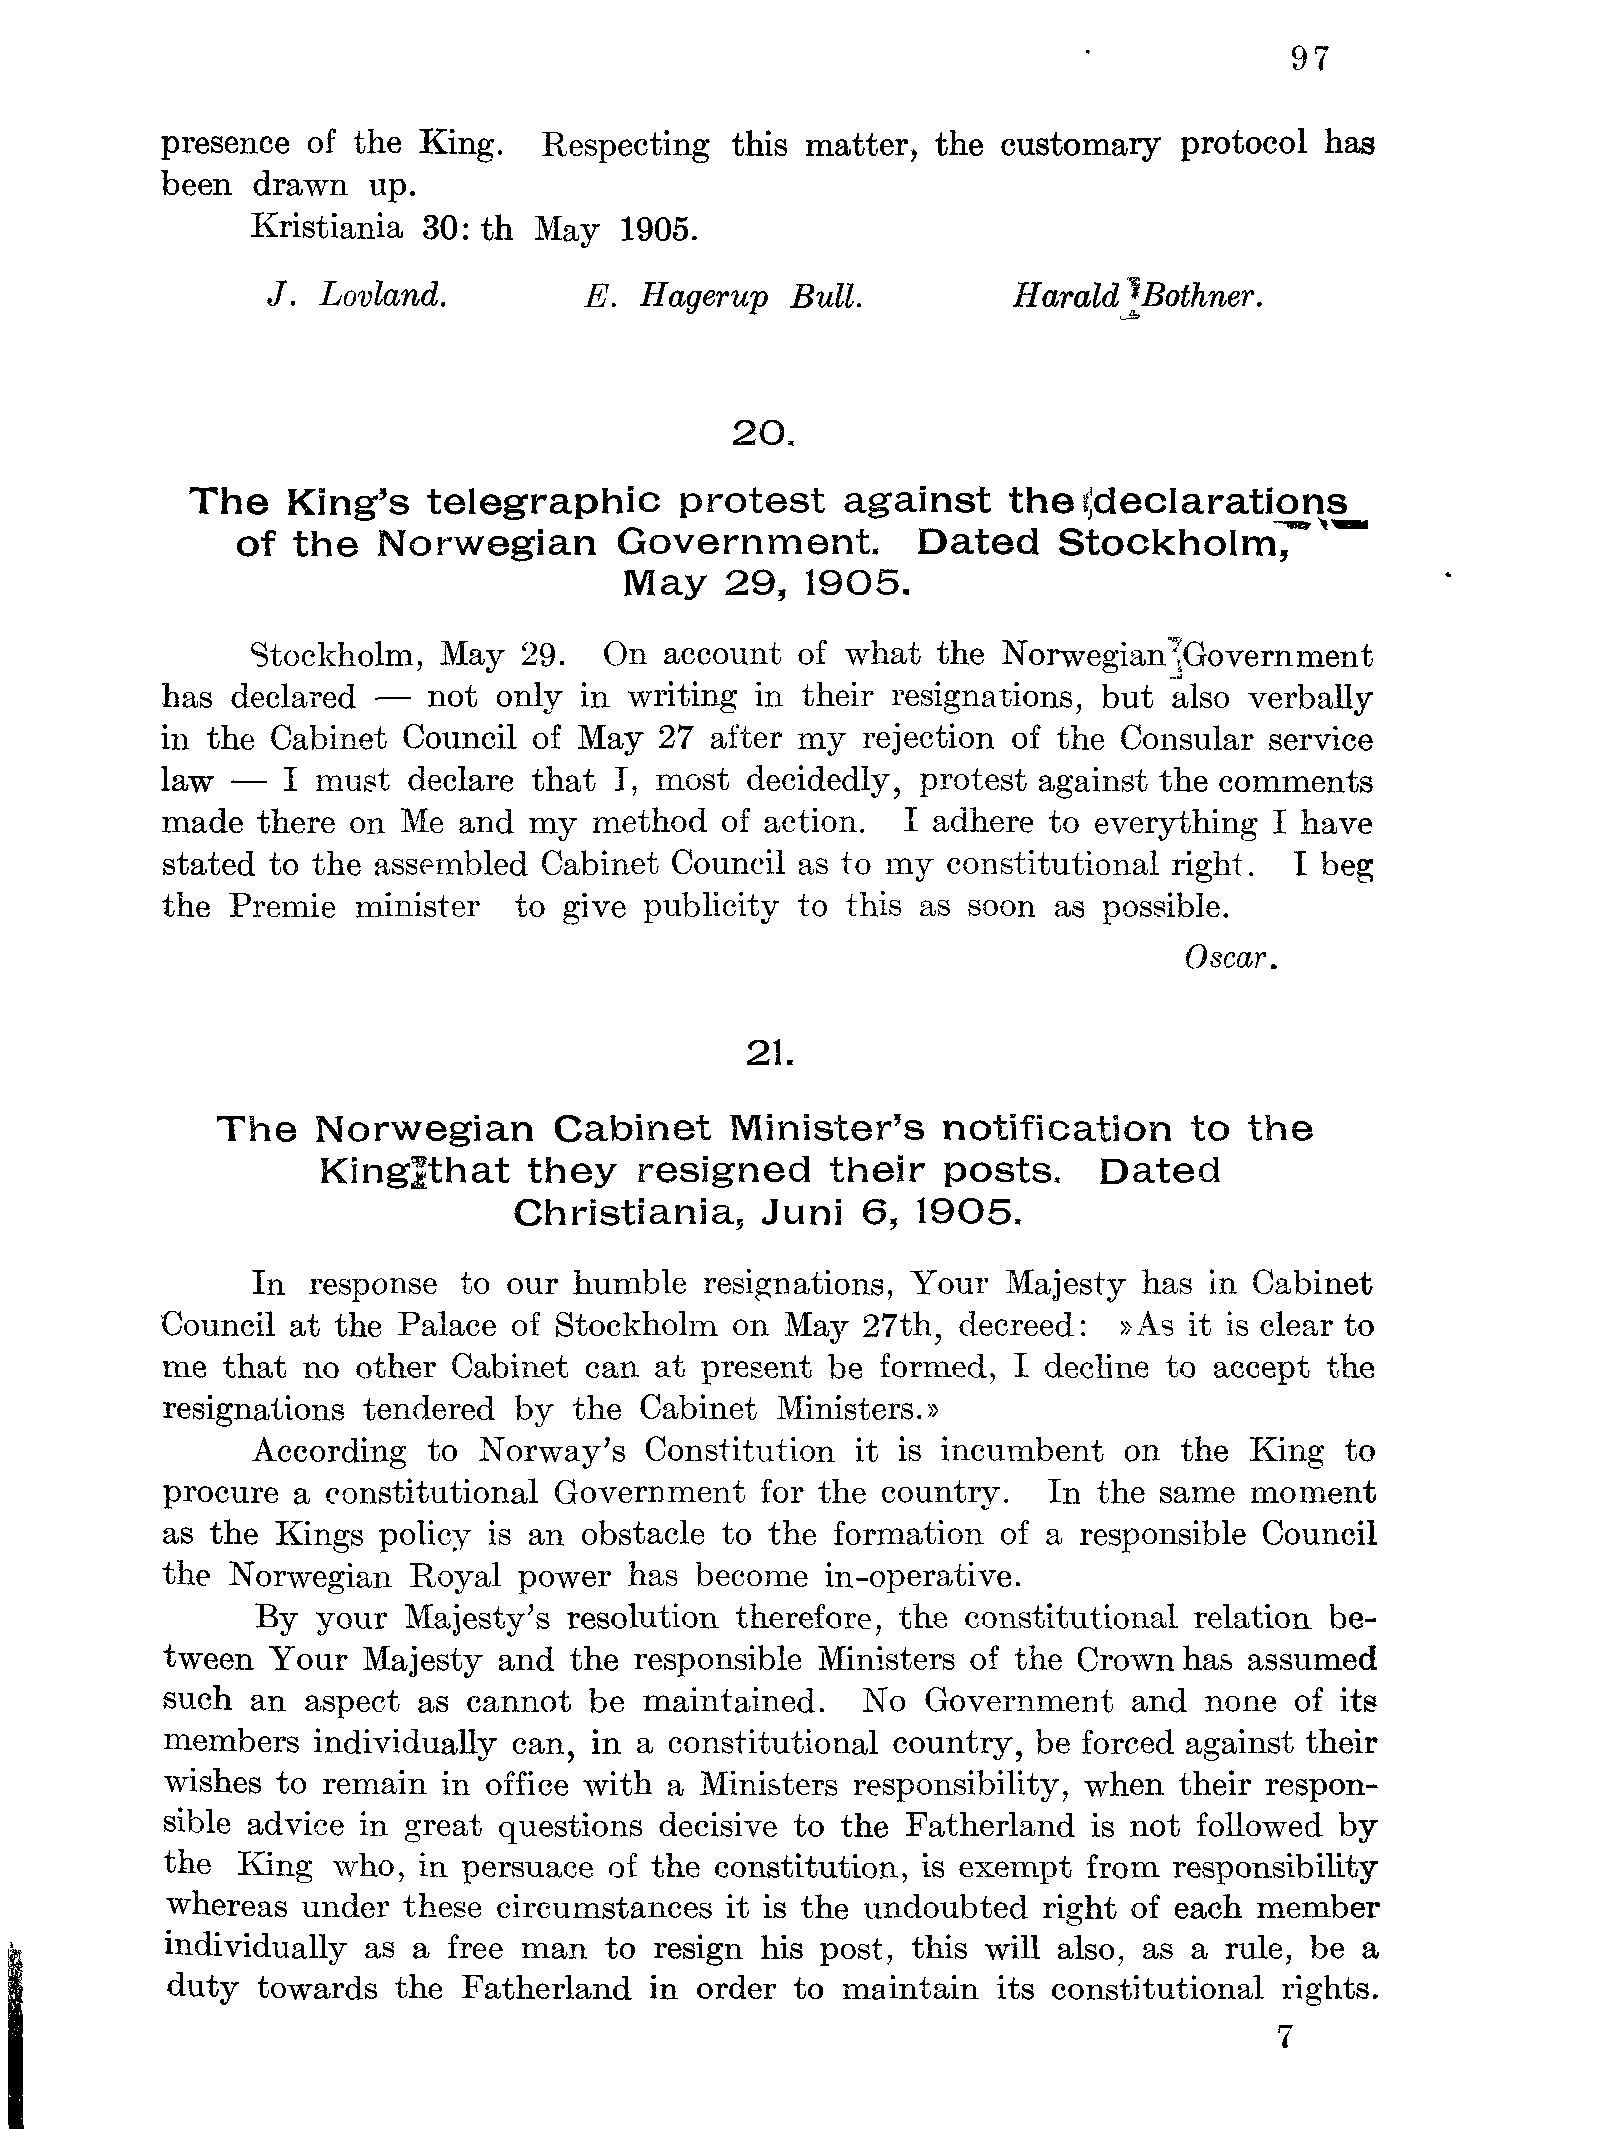 97
presence of the King. Respecting this matter, the customary protocol has
been drawn up.
Kristiania 30: th May 1905.
J. Lovland. E. Hagerup Bull. Harald Bothner.
20.
The King's telegraphic protest against the declarations
of the Norwegian Government. Dated Stockholm,
May 29, 1905.
Stockholm, May 29. On account of what the Norwegian Government
has declared — not only in writing in their resignations, but also verbally
in the Cabinet Council of May 27 after my rejection of the Consular service
law — I must declare that I, most decidedly, protest against the comments
made there on Me and my method of action. I adhere to everything I have
stated to the assembled Cabinet Council as to my constitutional right. I beg
the Premie minister to give publicity to this as soon as possible.
Oscar.
21.
The Norwegian Cabinet Minister's notification to the
King that they resigned their posts. Dated
Christiania, Juni 6, 1905.
In response to our humble resignations, Your Majesty has in Cabinet
Council at the Palace of Stockholm on May 27th, decreed: »As it is clear to
me that no other Cabinet can at present be formed, I decline to accept the
resignations tendered by the Cabinet Ministers.»
According to Norway's Constitution it is incumbent on the King to
procure a constitutional Government for the country. In the same moment
as the Kings policy is an obstacle to the formation of a responsible Council
the Norwegian Royal power has become in-operative.
By your Majesty's resolution therefore, the constitutional relation be-
tween Your Majesty and the responsible Ministers of the Crown has assumed
such an aspect as cannot be maintained. No Government and none of its
members individually can, in a constitutional country, be forced against their
wishes to remain in office with a Ministers responsibility, when their respon-
sible advice in great questions decisive to the Fatherland is not followed by
the King who, in persuace of the constitution, is exempt from responsibility
whereas under these circumstances it is the undoubted right of each member
individually as a free man to resign his post, this will also, as a rule, be a
duty towards the Fatherland in order to maintain its constitutional rights.
7